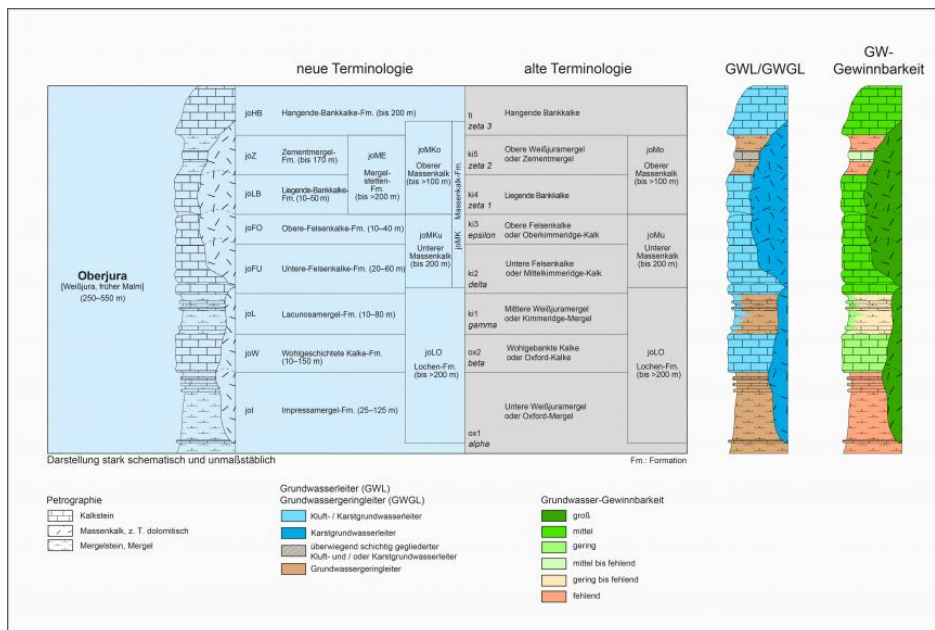 neue Terminologie
alte Terminologie
GWL/GWGL
GW-
Gewinnbarkeit
Oberjura
[Weißjura, früher Malm]
(250–550 m)
joHB
Hangende-Bankkalke-Fm. (bis 200 m)
joZ
Zementmergel-
Fm. (bis 170 m)
joLB
Liegende-Bankkalke-
Fm. (10–50 m)
joME
Mergel-
stetten-
Fm.
(bis >200 m)
joMKo
Oberer
Massenkalk
(bis >100 m)
joMK Massenkalk-Fm.
joFO
Obere-Felsenkalke-Fm. (10–40 m)
joFU
Untere-Felsenkalke-Fm. (20–60 m)
joMKu
Unterer
Massenkalk
(bis 200 m)
joL
Lacunosamergel-Fm. (10–80 m)
joW
Wohlgeschichtete Kalke-Fm.
(10–150 m)
joI
Impressamergel-Fm. (25–125 m)
joLO
Lochen-Fm.
(bis >200 m)
ti
zeta 3
Hangende Bankkalke
ki5
zeta 2
Obere Weißjuramergel
oder Zementmergel
ki4
zeta 1
Liegende Bankkalke
joMo
Oberer
Massenkalk
(bis >100 m)
ki3
epsilon
Obere Felsenkalke
oder Oberkimmeridge-Kalk
ki2
delta
Untere Felsenkalke
oder Mittelkimmeridge-Kalk
joMu
Unterer
Massenkalk
(bis 200 m)
ki1
gamma
Mittlere Weißjuramergel
oder Kimmeridge-Mergel
ox2
beta
Wohlgebankte Kalke
oder Oxford-Kalke
ox1
alpha
Untere Weißjuramergel
oder Oxford-Mergel
joLO
Lochen-Fm.
(bis >200 m)
Darstellung stark schematisch und unmaßstäblich
Fm.: Formation
Petrographie
Kalkstein
Massenkalk, z. T. dolomitisch
Mergelstein, Mergel
Grundwasserleiter (GWL)
Grundwassergeringleiter (GWGL)
Kluft- / Karstgrundwasserleiter
Karstgrundwasserleiter
überwiegend schichtig gegliederter
Kluft- und / oder Karstgrundwasserleiter
Grundwassergeringleiter
Grundwasser-Gewinnbarkeit
groß
mittel
gering
mittel bis fehlend
gering bis fehlend
fehlend